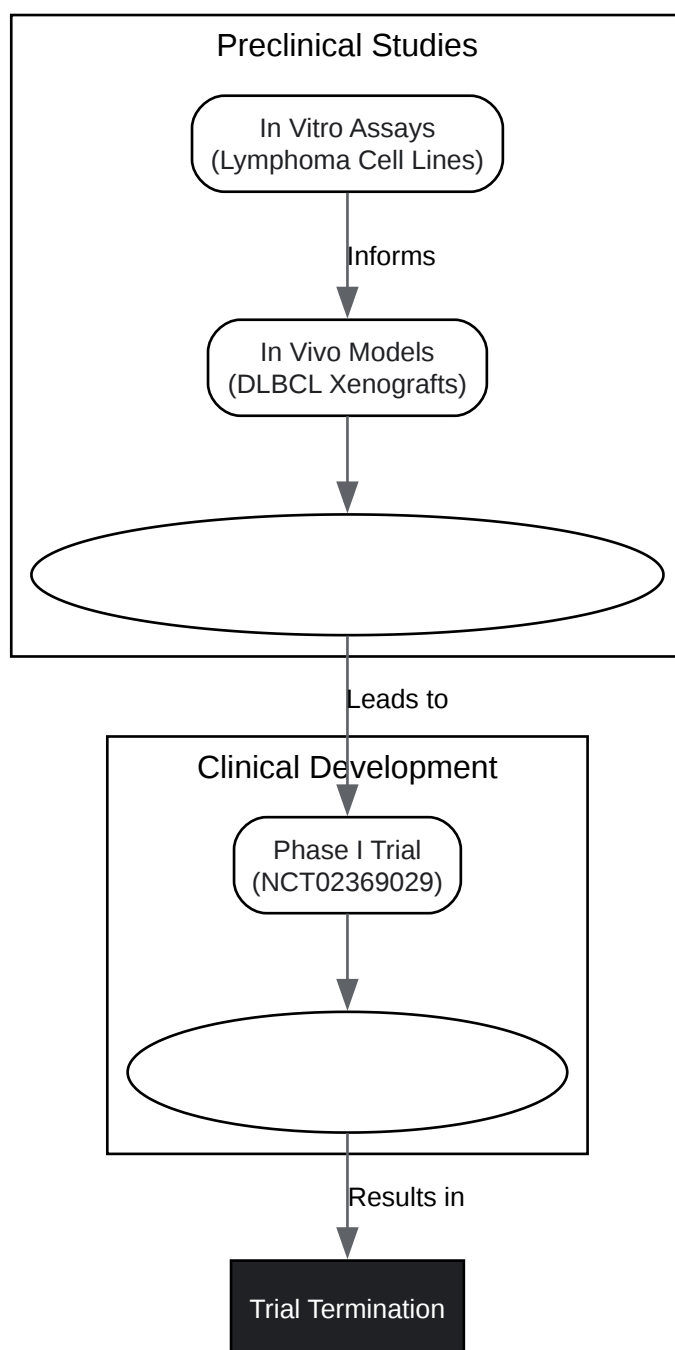 Preclinical Studies
In Vitro Assays
(Lymphoma Cell Lines)
Informs
In Vivo Models
(DLBCL Xenografts)
Leads to
Clinical Development
Phase I Trial
(NCT02369029)
Results in
Trial Termination